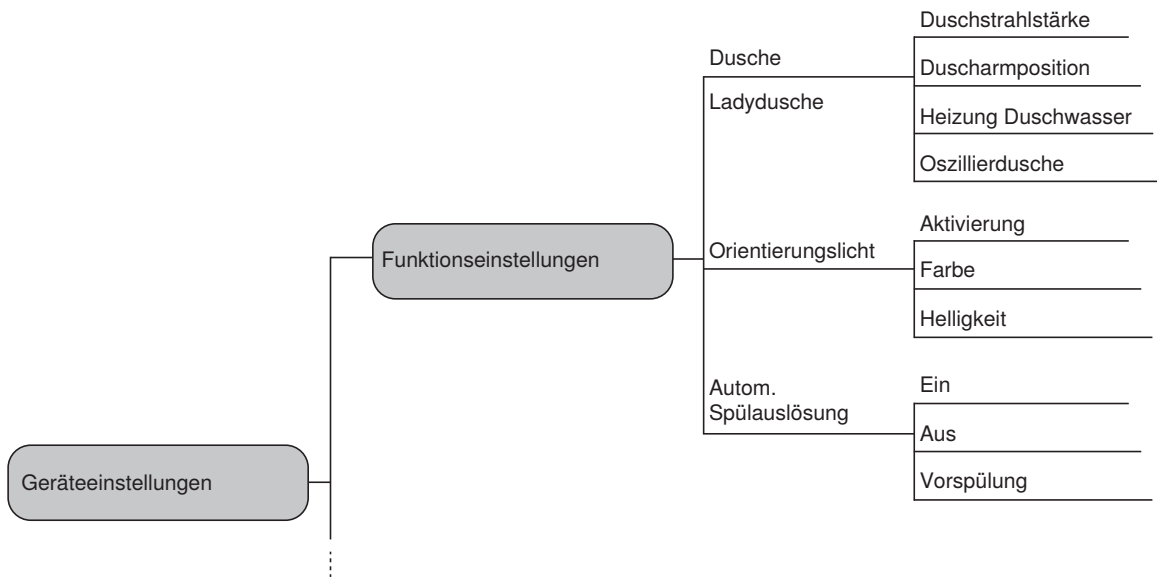 Duschstrahlstärke
Dusche
Duscharmposition
Ladydusche
Heizung Duschwasser
Oszillierdusche
Aktivierung
Orientierungslicht
Funktionseinstellungen
Farbe
Helligkeit
Ein
Autom.
Spülauslösung
Aus
Vorspülung
Geräteeinstellungen